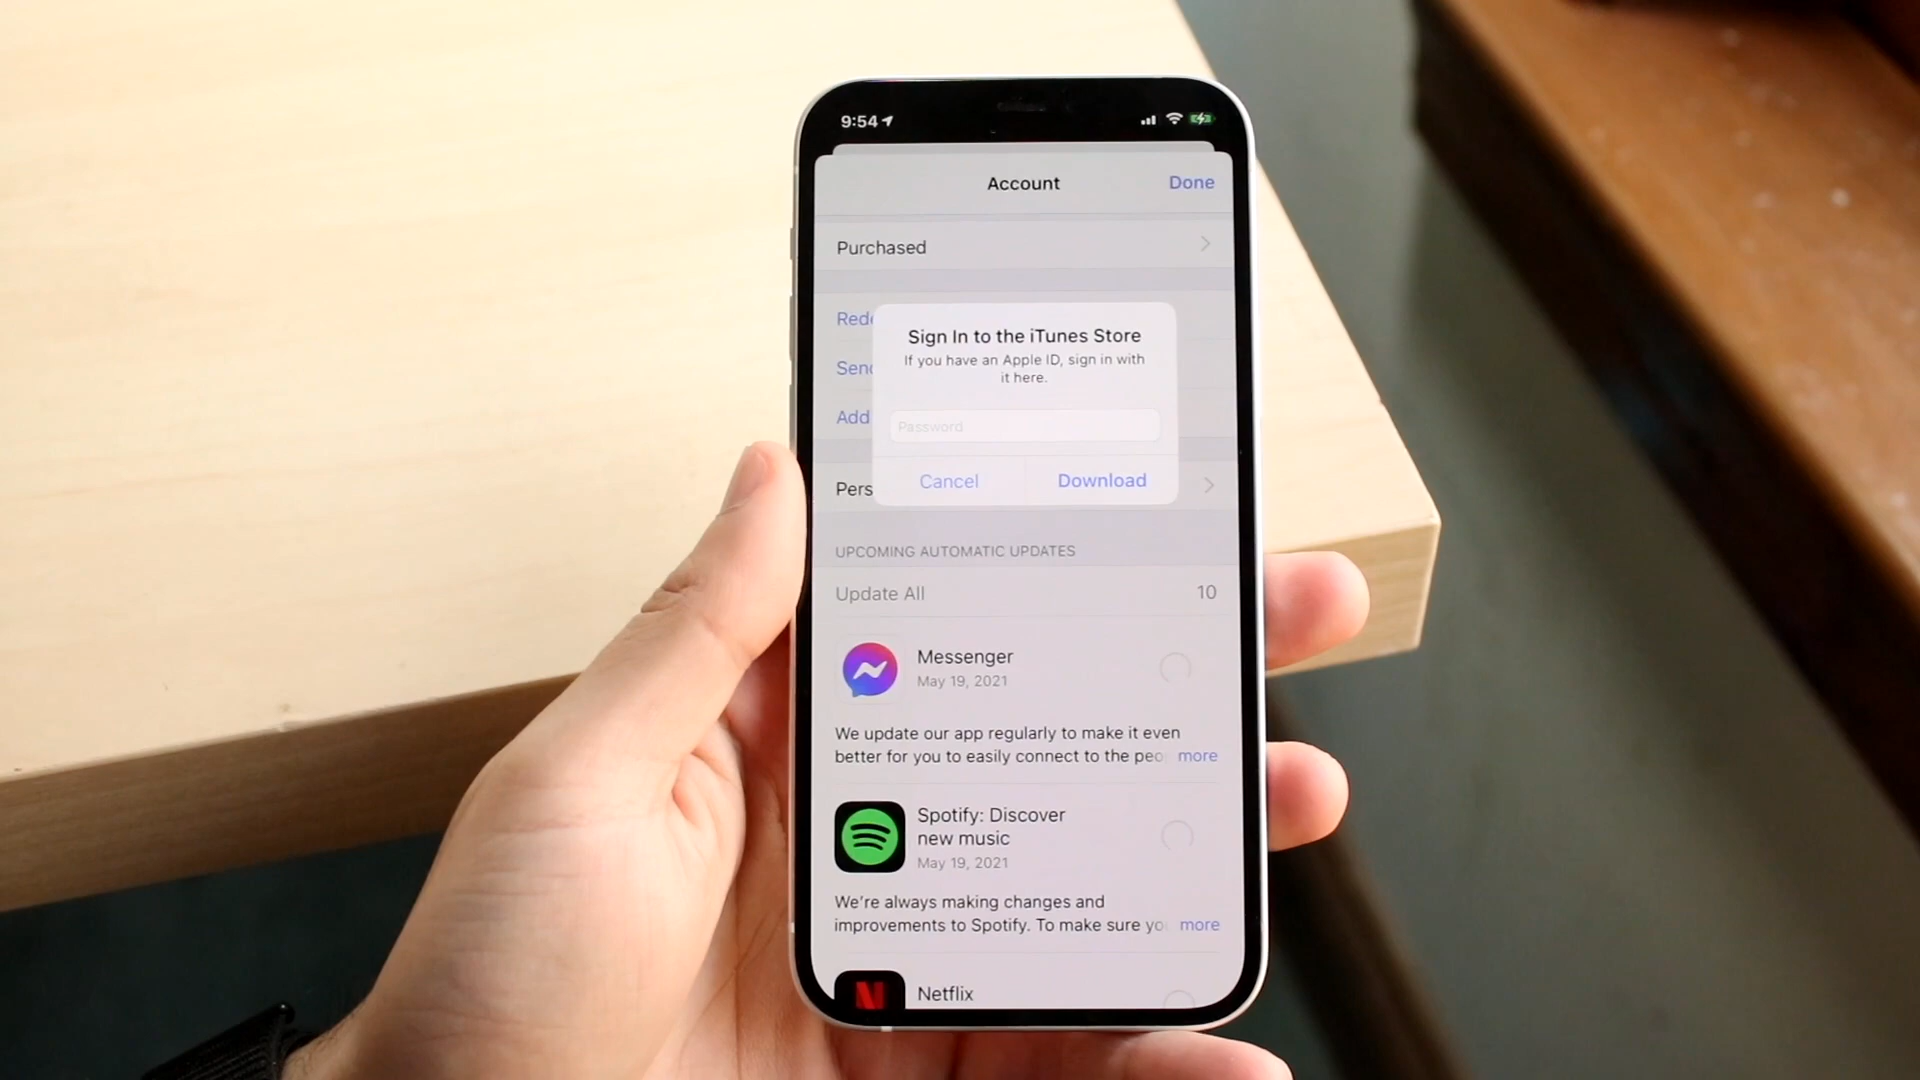 9:54
Account
Done
Purchased
Rede
Send
Add
Sign In to the iTunes Store
If you have an Apple ID, sign in with
it here.
Password
Cancel
Download
Pers
UPCOMING AUTOMATIC UPDATES
Update All
10
Messenger
May 19, 2021
We update our app regularly to make it even
better for you to easily connect to the peo
more
Spotify: Discover
new music
May 19, 2021
We're always making changes and
improvements to Spotify. To make sure yo
more
Netflix